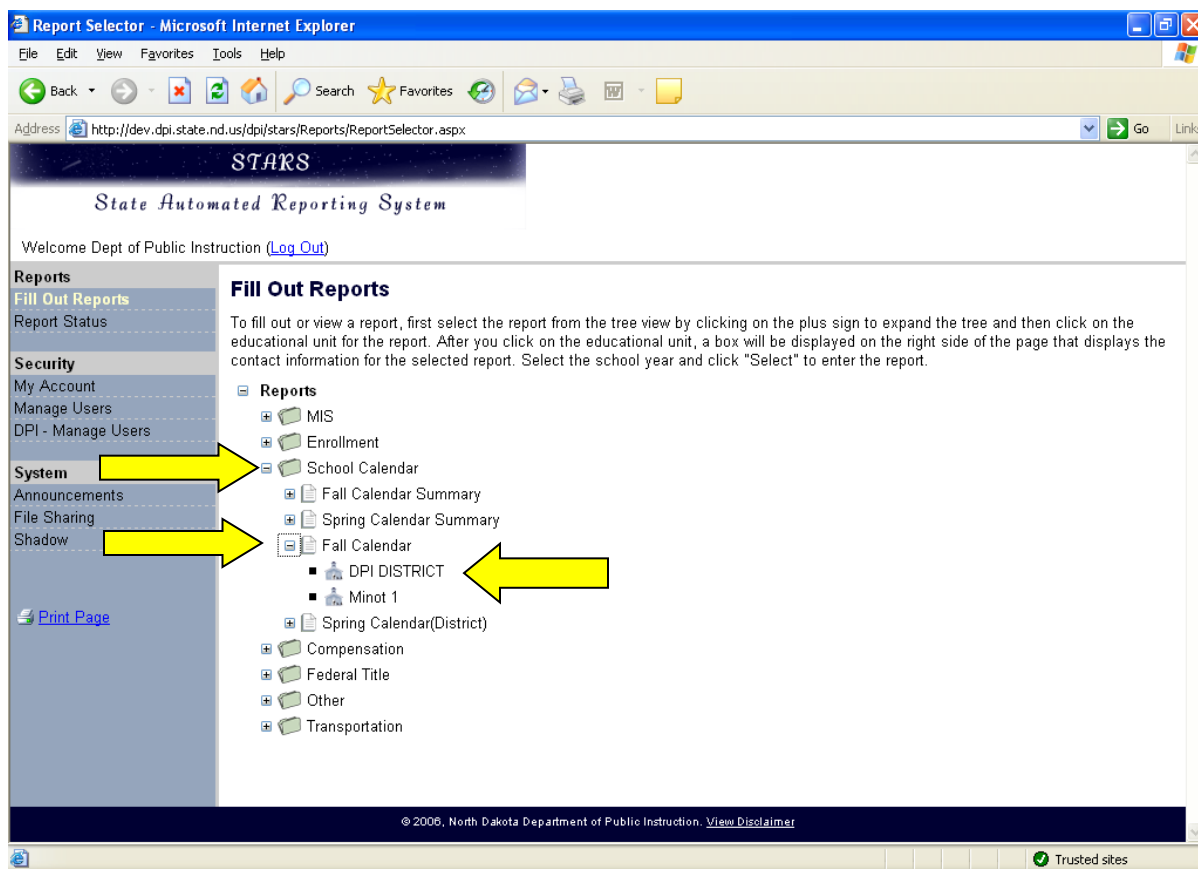 Report Selector - Microsoft Internet Explorer
File Edit View Favorites Tools Help
Back Search Favorites
Address http://dev.dpi.state.nd.us/dpi/stars/Reports/ReportSelector.aspx Go Links
STARS
State Automated Reporting System
Welcome Dept of Public Instruction (Log Out)
Reports
Fill Out Reports
Report Status
Security
My Account
Manage Users
DPI - Manage Users
System
Announcements
File Sharing
Shadow
Print Page
Fill Out Reports
To fill out or view a report, first select the report from the tree view by clicking on the plus sign to expand the tree and then click on the
educational unit for the report. After you click on the educational unit, a box will be displayed on the right side of the page that displays the
contact information for the selected report. Select the school year and click "Select" to enter the report.
Reports
MIS
Enrollment
School Calendar
Fall Calendar Summary
Spring Calendar Summary
Fall Calendar
DPI DISTRICT
Minot 1
Spring Calendar(District)
Compensation
Federal Title
Other
Transportation
© 2006, North Dakota Department of Public Instruction. View Disclaimer
Trusted sites